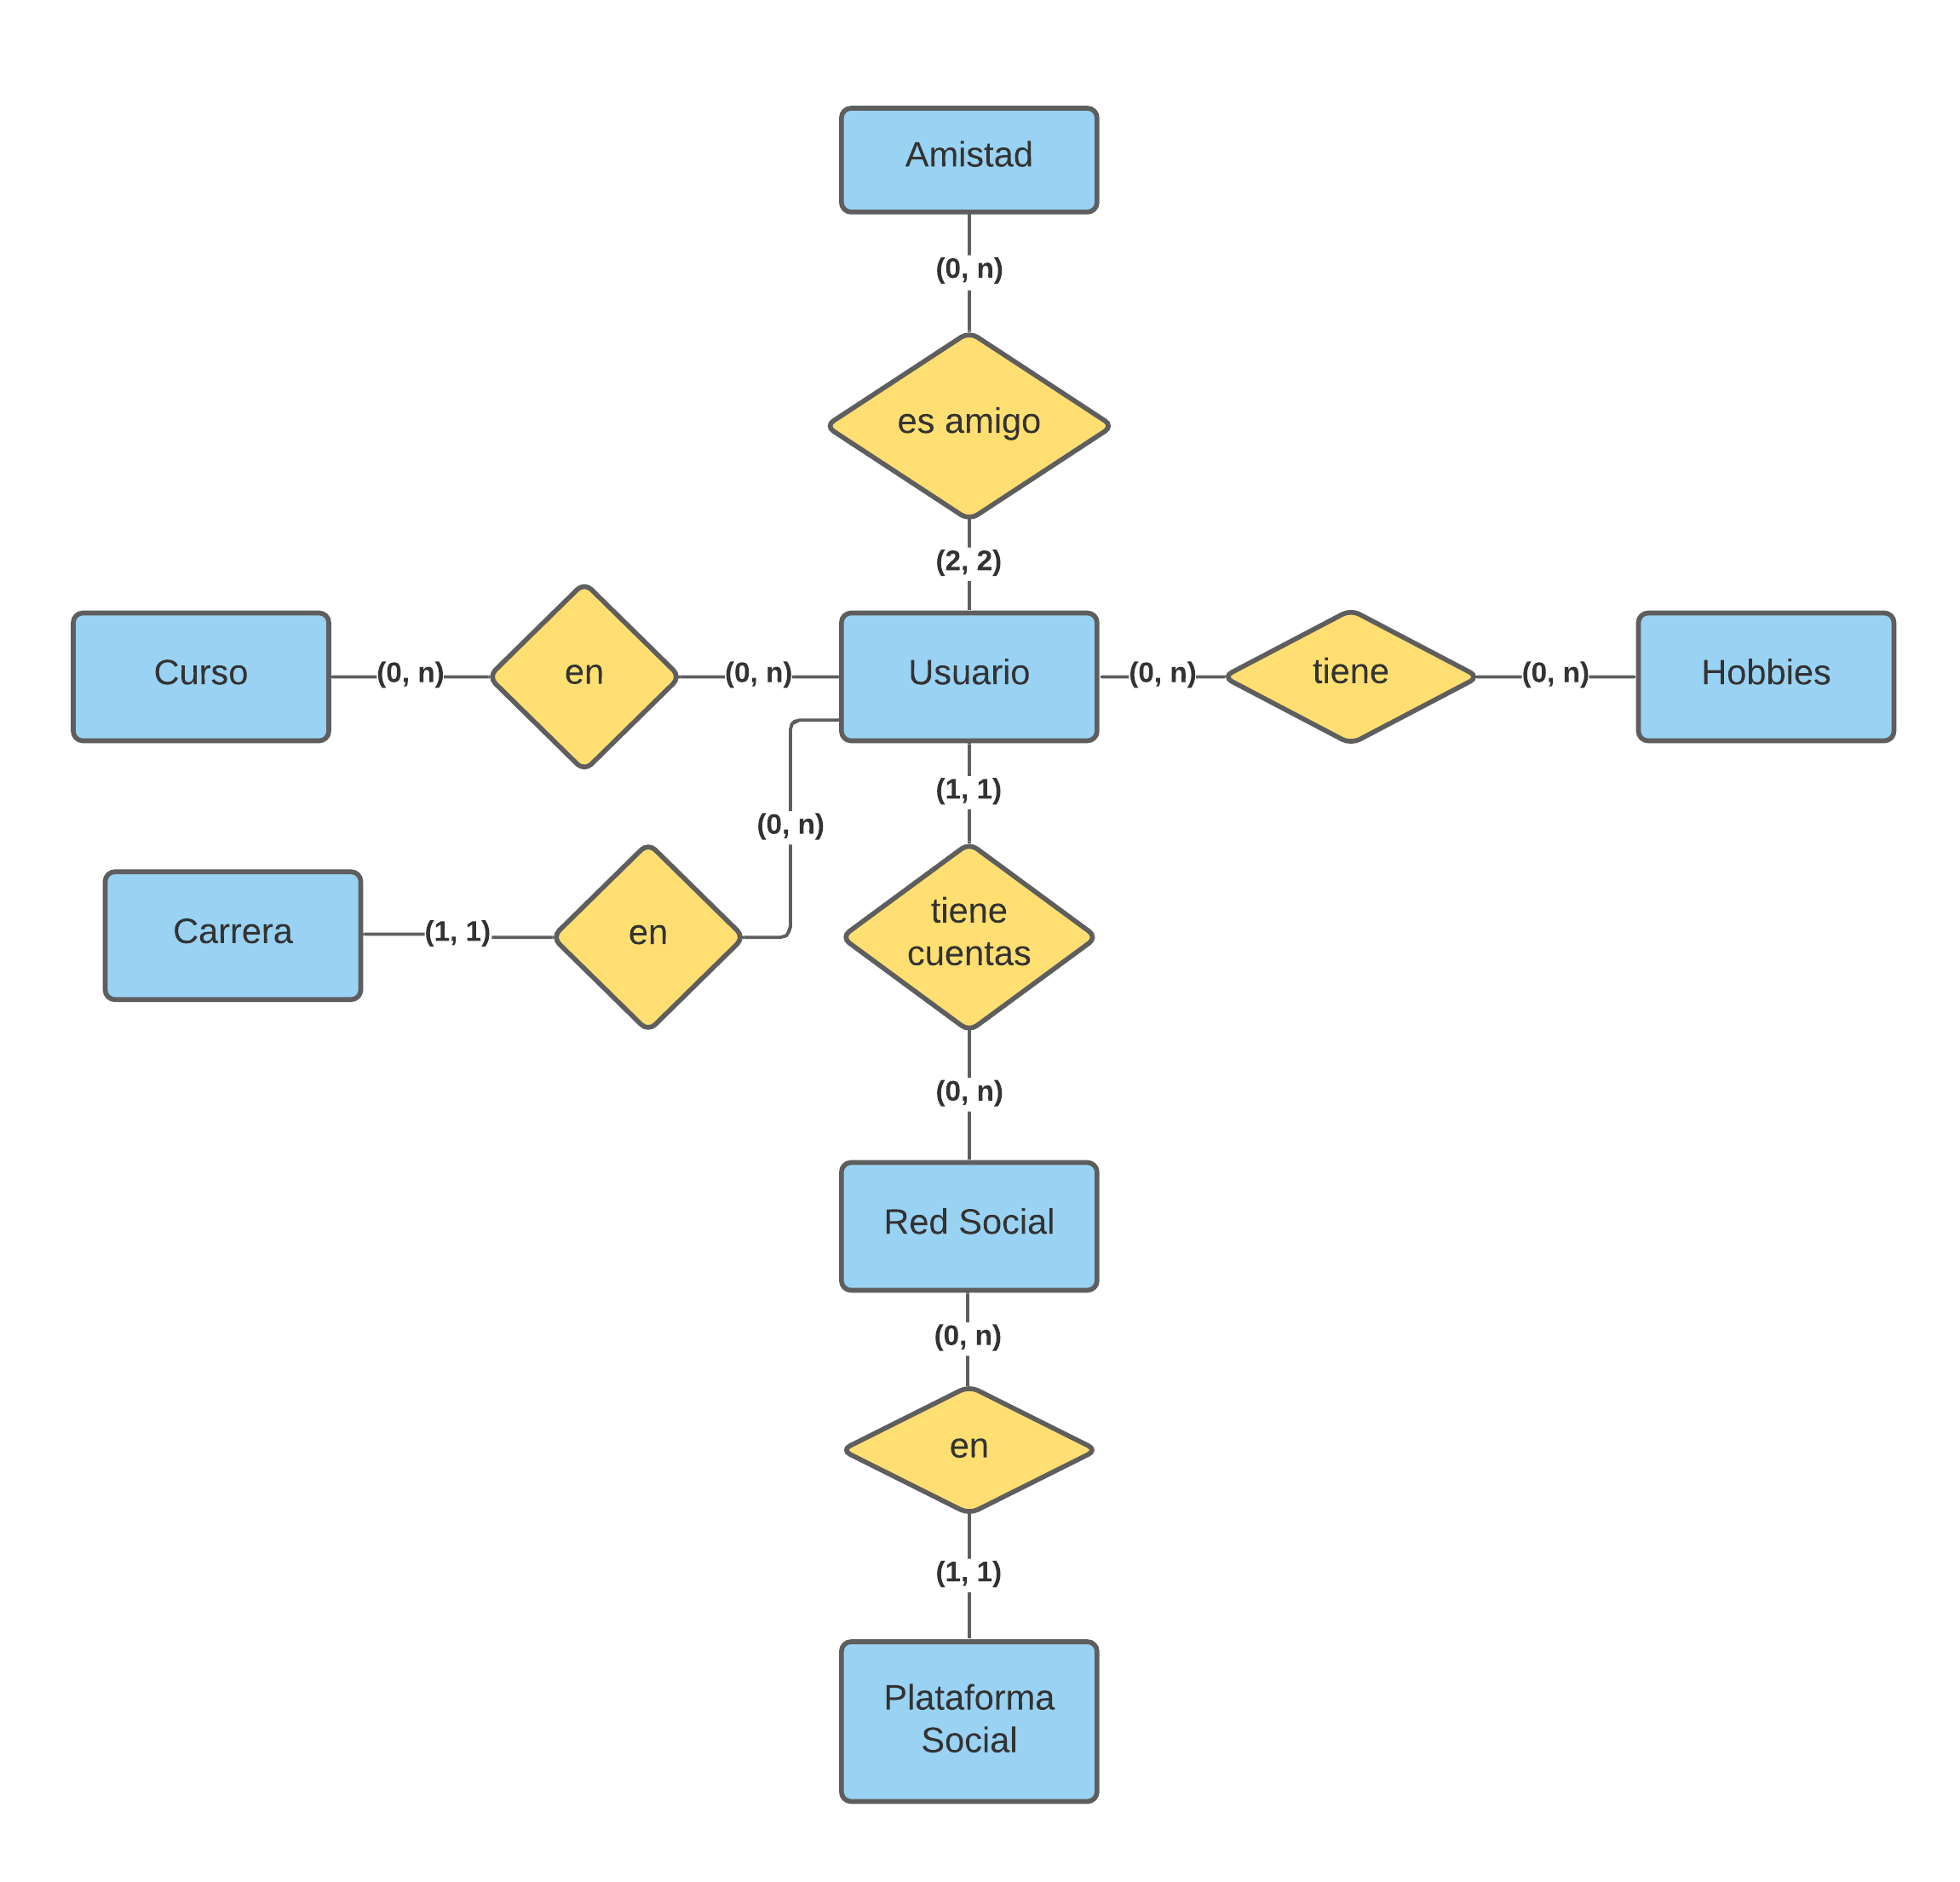 Amistad
(0, n)
es amigo
(2, 2)
Curso
(0, n)
en
(0, n)
Usuario
(0, n)
tiene
(0, n)
Hobbies
(1, 1)
(0, n)
Carrera
(1, 1)
en
tiene
cuentas
(0, n)
Red Social
(0, n)
en
(1, 1)
Plataforma
Social